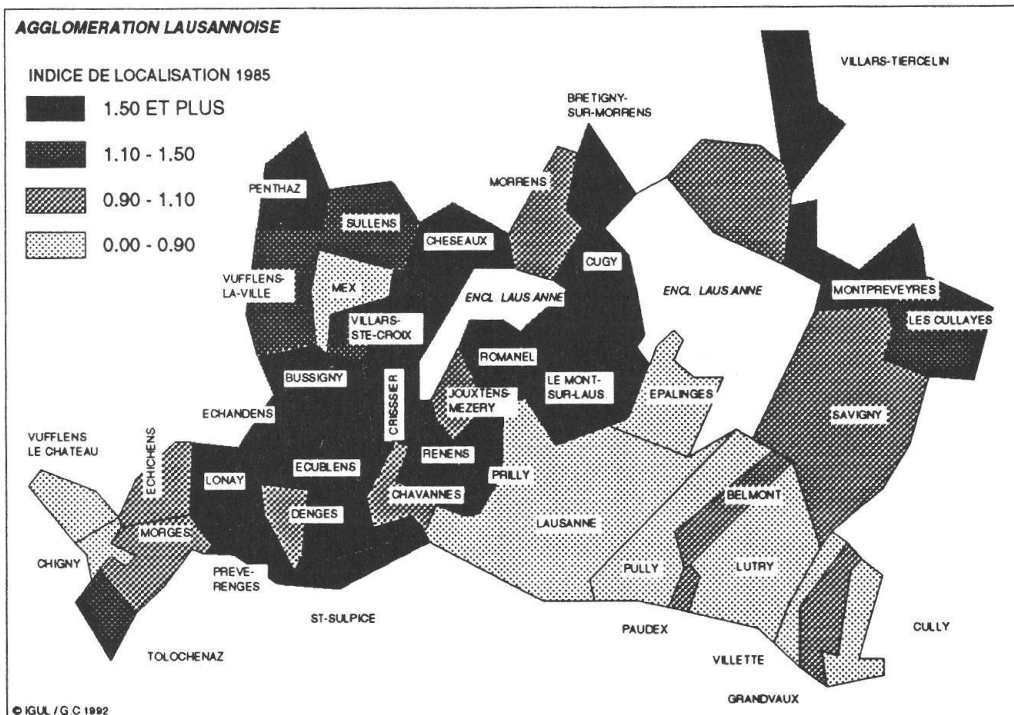 AGGLOMERATION LAUSANNOISE
INDICE DE LOCALISATION 1985
1.50 ET PLUS
1.10 - 1.50
0.90 - 1.10
0.00 - 0.90
VILLARS-TIERCELIN
BRETIGNY-
SUR-MORRENS
PENTHAZ
MORRENS
SULLENS
CHESEAUX
CUGY
VUFFLENS-
LA-VILLE
MEX
ENCL. LAUSANNE
ENCL. LAUSANNE
MONTPREVEYRES
LES CULLAYES
VILLARS-
STE-CROIX
ROMANEL
BUSSIGNY
CRISSSIER
JOUXTENS-
MEZERY
LE MONT-
SUR-LAUS.
EPALINGES
SAVIGNY
ECHANDENS
VUFFLENS
LE CHATEAU
ECHICHENS
LONAY
ECUBLENS
RENENS
PRILLY
CHAVANNES
BELMONT
DENGES
LAUSANNE
MORGES
CHIGNY
PREVE-
RENGES
PULLY
LUTRY
ST-SULPICE
PAUDEX
CULLY
TOLOCHENAZ
VILLETTE
GRANDVAUX
© IGUL / G.C 1992